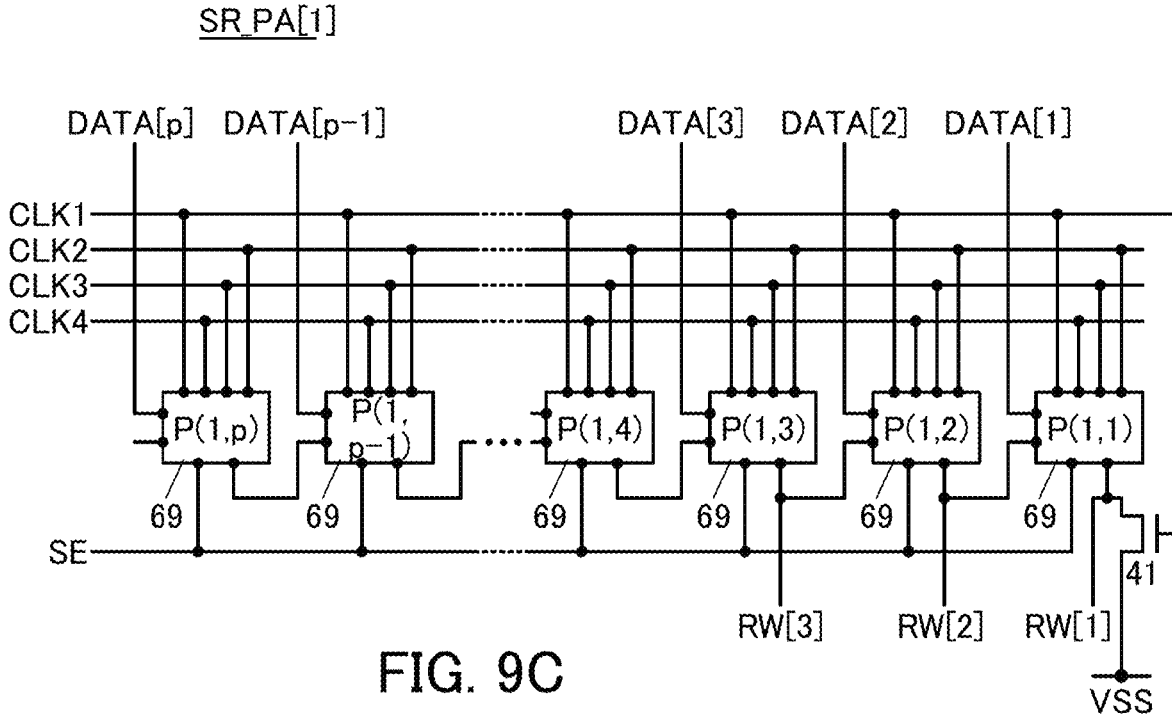 SR_PA[1]
DATA[p] DATA[p-1] DATA[3] DATA[2] DATA[1]
CLK1
CLK2
CLK3
CLK4
P(1,p) P(1,
p-1) P(1,4) P(1,3) P(1,2) P(1,1)
69 69 69 69 69 69
SE
41
RW[3] RW[2] RW[1]
FIG. 9C
VSS